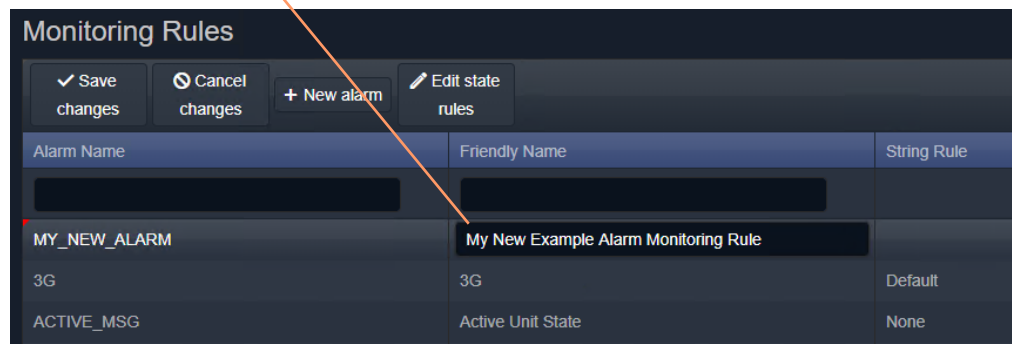 Monitoring Rules
Save changes
Cancel changes
+ New alarm
Edit state rules
Alarm Name Friendly Name String Rule
MY_NEW_ALARM My New Example Alarm Monitoring Rule
3G 3G Default
ACTIVE_MSG Active Unit State None